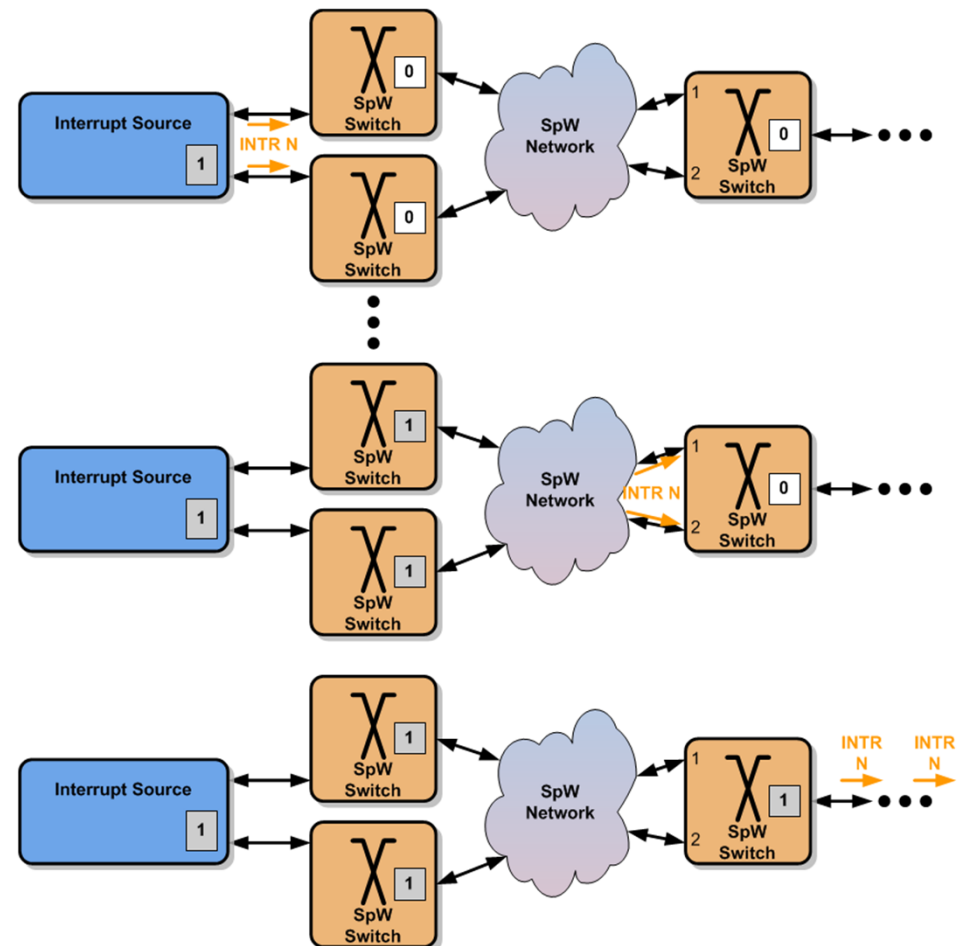 0
SpW
Switch
Interrupt Source
1
INTR N
SpW
Network
1
0
2
SpW
Switch
0
SpW
Switch
1
SpW
Switch
Interrupt Source
1
SpW
Network
INTR N
1
0
2
SpW
Switch
1
SpW
Switch
1
SpW
Switch
Interrupt Source
1
SpW
Network
1
1
2
SpW
Switch
INTR
N
INTR
N
1
SpW
Switch